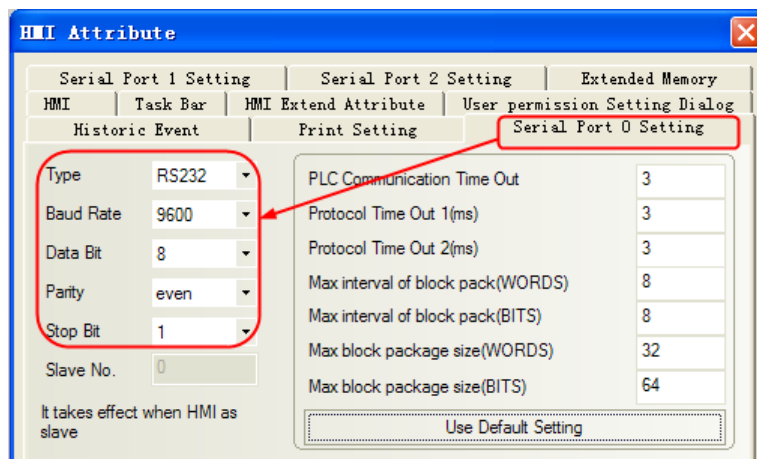 HMI Attribute
Serial Port 1 Setting Serial Port 2 Setting Extended Memory
HMI Task Bar HMI Extend Attribute User permission Setting Dialog
Historic Event Print Setting Serial Port 0 Setting
Type RS232
Baud Rate 9600
Data Bit 8
Parity even
Stop Bit 1
Slave No. 0
It takes effect when HMI as
slave
PLC Communication Time Out 3
Protocol Time Out 1(ms) 3
Protocol Time Out 2(ms) 3
Max interval of block pack(WORDS) 8
Max interval of block pack(BITS) 8
Max block package size(WORDS) 32
Max block package size(BITS) 64
Use Default Setting